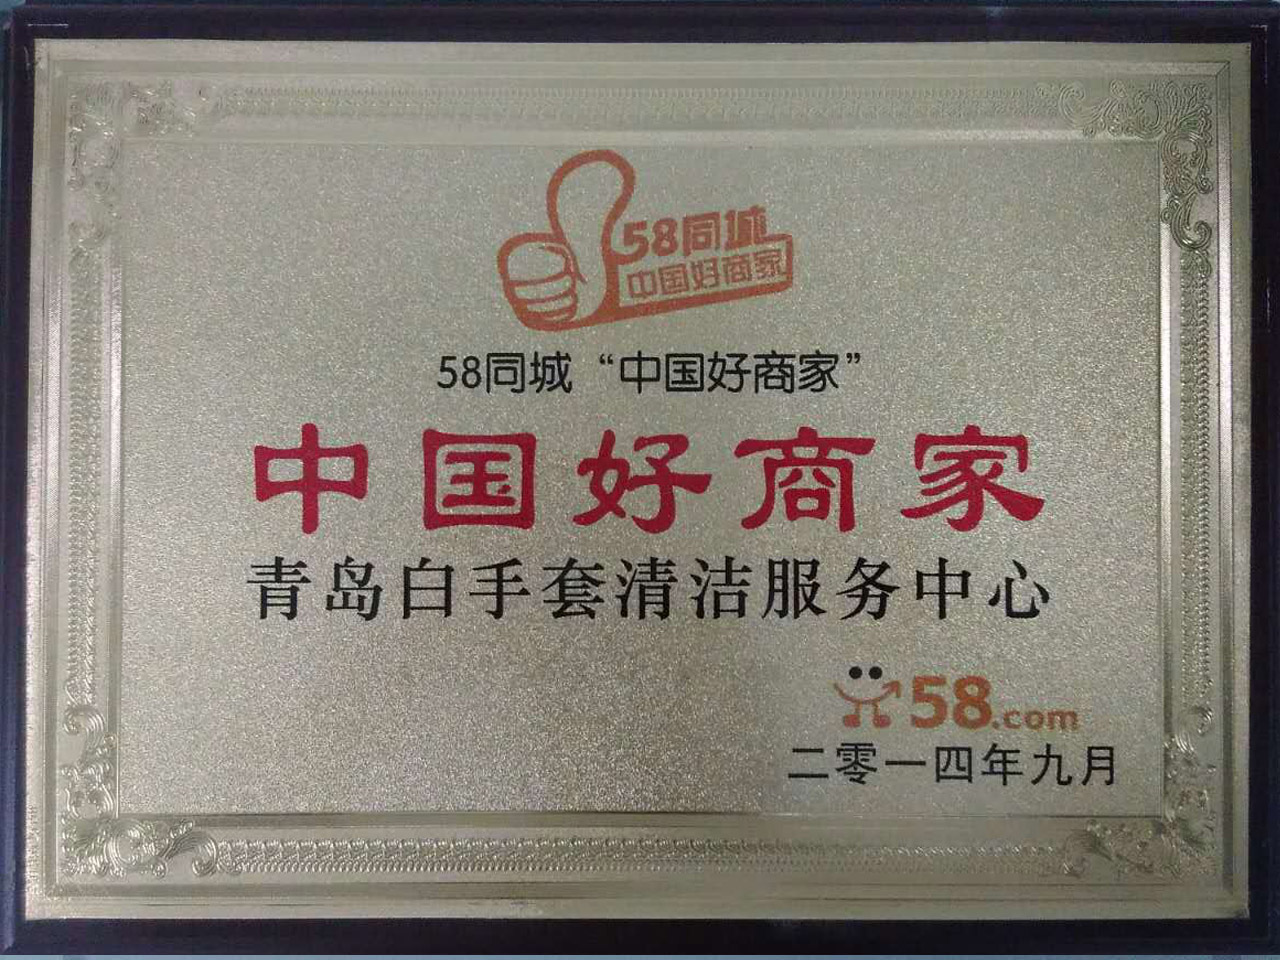 58同城
中国好商家
58同城“中国好商家”
中国好商家
青岛白手套清洁服务中心
58.com
二零一四年九月